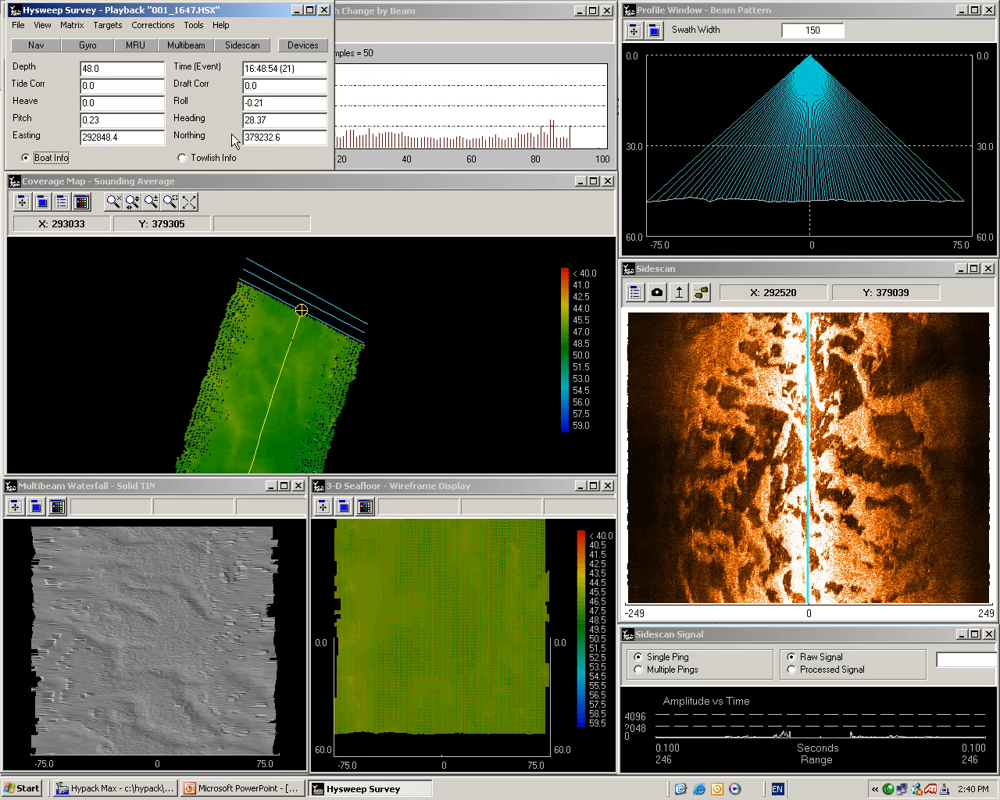 Hysweep Survey - Playback "001_1647.HSX"
File View Matrix Targets Corrections Tools Help
Nav Gyro MRU Multibeam Sidescan Devices
Depth 48.0 Time (Event) 16:48:54 (21)
Tide Corr 0.0 Draft Corr 0.0
Heave 0.0 Roll -0.21
Pitch 0.23 Heading 28.37
Easting 292848.4 Northing 379232.6
Boat Info Towfish Info
h Change by Beam
mples = 50
20 40 60 80 100
Profile Window - Beam Pattern
Swath Width 150
0.0 0.0
30.0 30.0
60.0 60.0
-75.0 0 75.0
Coverage Map - Sounding Average
X: 293033 Y: 379305
< 40.0
41.0
42.5
44.0
45.5
47.0
48.5
50.0
51.5
53.0
54.5
56.0
57.5
59.0
Sidescan
X: 292520 Y: 379039
-249 0 249
Multibeam Waterfall - Solid TIN
-75.0 0 75.0
3-D Seafloor - Wireframe Display
< 40.0
40.5
41.5
42.5
43.5
44.5
45.5
46.5
47.5
48.5
49.5
50.5
51.5
52.5
53.5
54.5
55.5
56.5
57.5
58.5
59.5
0.0 0.0
60.0 60.0
-75.0 0 75.0
Sidescan Signal
Single Ping Raw Signal
Multiple Pings Processed Signal
Amplitude vs Time
4096
2048
0
0.100 Seconds 0.100
246 Range 246
Start Hypack Max - c:\hypack\... Microsoft PowerPoint - [... Hysweep Survey EN « 2:40 PM